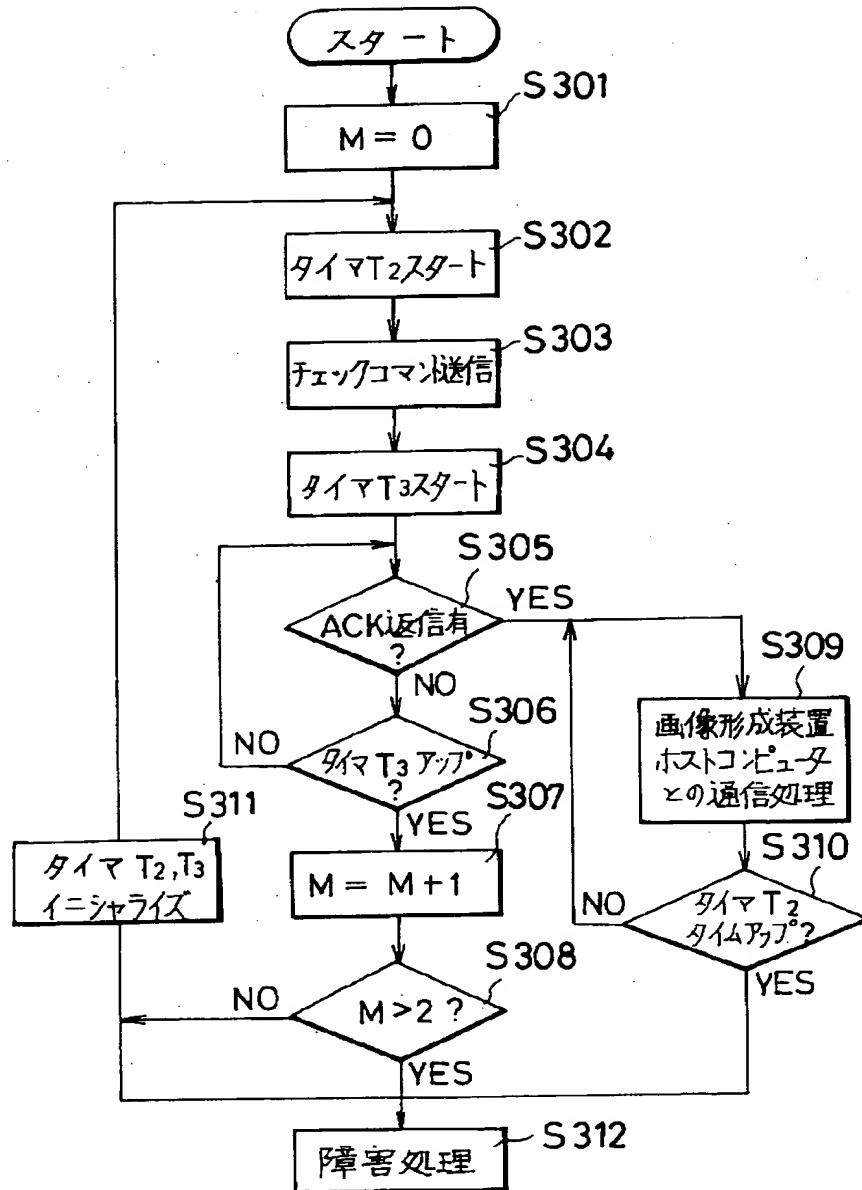 スタート
S301
M = 0
S302
タイマT2スタート
S303
チェックコマンド送信
S304
タイマT3スタート
S305
ACK返信有
?
YES
NO
S306
タイマT3アップ
?
NO
YES
S307
M = M+1
S308
M>2?
NO
YES
S309
画像形成装置
ホストコンピュータ
との通信処理
S310
タイマT2
タイムアップ?
NO
YES
S311
タイマ T2,T3
イニシャライズ
S312
障害処理